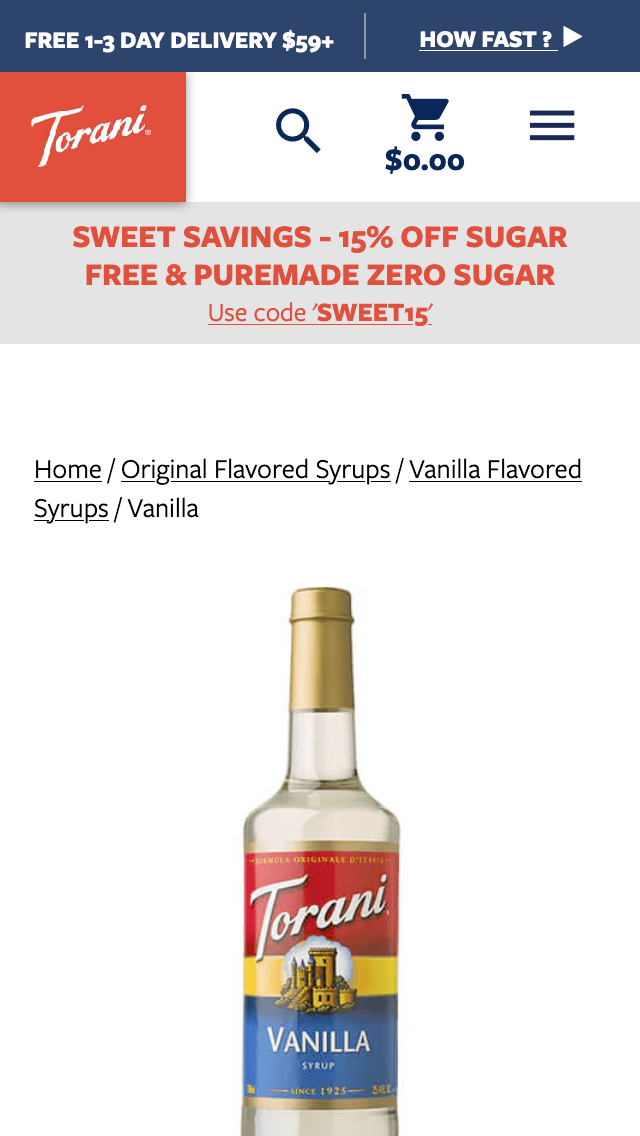 FREE 1-3 DAY DELIVERY $59+
HOW FAST ?
Torani
$0.00
SWEET SAVINGS - 15% OFF SUGAR
FREE & PUREMADE ZERO SUGAR
Use code 'SWEET15'
Home / Original Flavored Syrups / Vanilla Flavored
Syrups / Vanilla
FORMULA ORIGINALE D'ITALIA
Torani
VANILLA
SYRUP
SINCE 1925